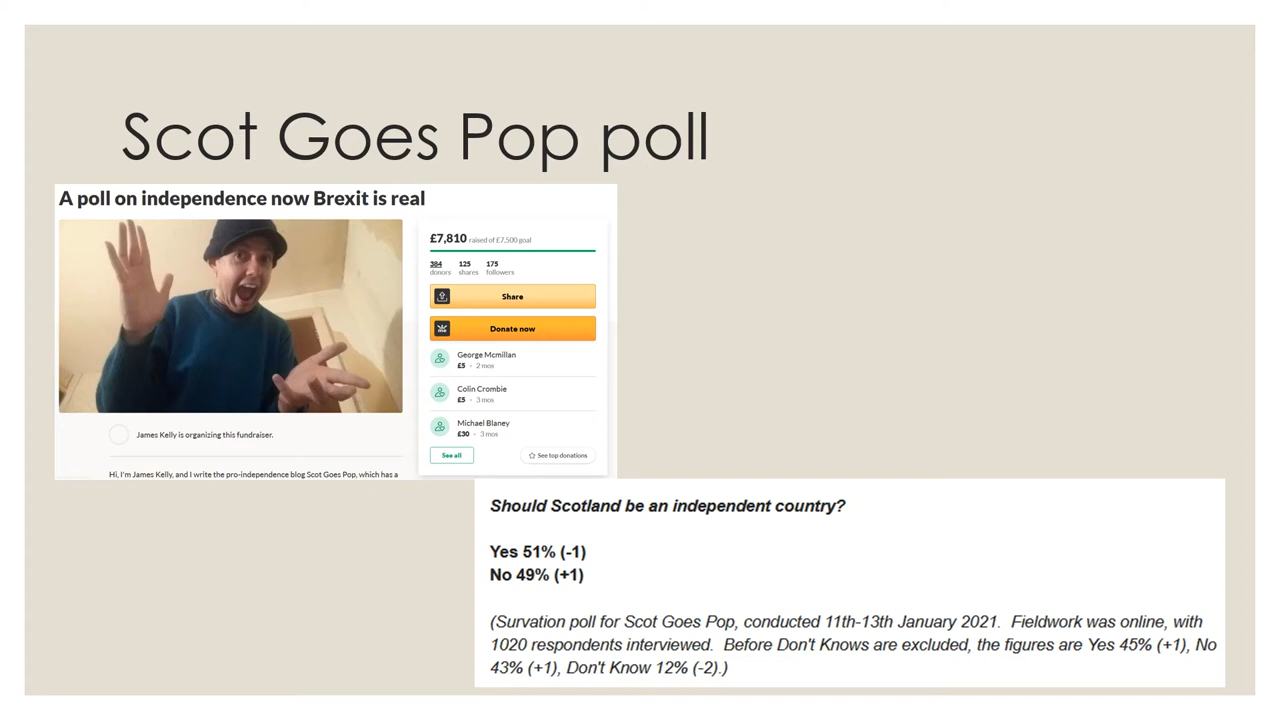 Scot Goes Pop poll
A poll on independence now Brexit is real
£7,810 raised of £7,500 goal
384 125 175
donors shares followers
Share
Donate now
George Mcmillan
£5 · 2 mos
Colin Crombie
£5 · 3 mos
Michael Blaney
£30 · 3 mos
See all See top donations
James Kelly is organizing this fundraiser.
Hi, I'm James Kelly, and I write the pro-independence blog Scot Goes Pop, which has a
Should Scotland be an independent country?
Yes 51% (-1)
No 49% (+1)
(Survation poll for Scot Goes Pop, conducted 11th-13th January 2021. Fieldwork was online, with
1020 respondents interviewed. Before Don't Knows are excluded, the figures are Yes 45% (+1), No
43% (+1), Don't Know 12% (-2).)